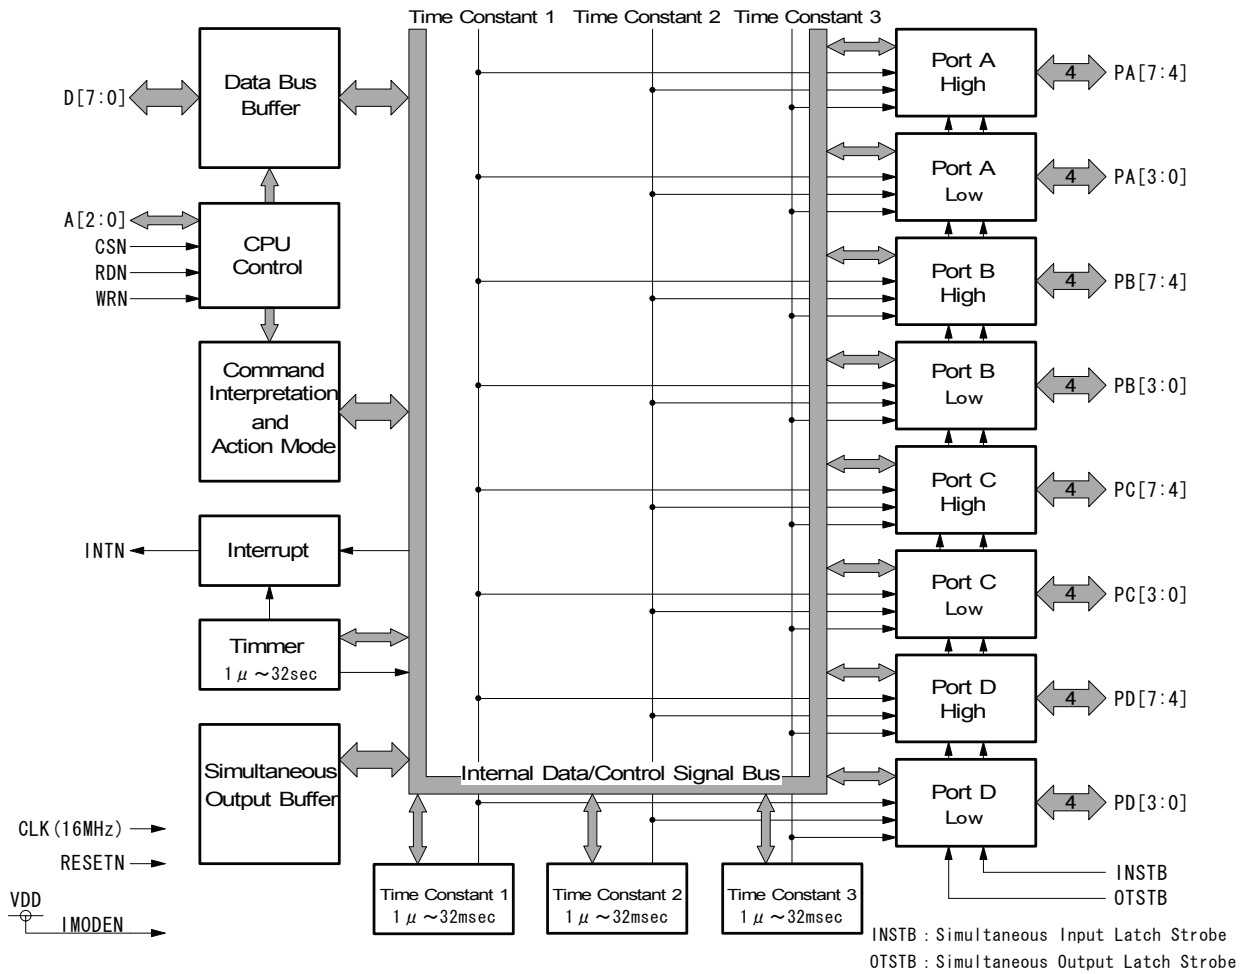 Time Constant 1 Time Constant 2 Time Constant 3
D[7:0]
Data Bus
Buffer
A[2:0]
CSN
RDN
WRN
CPU
Control
Command
Interpretation
and
Action Mode
INTN
Interrupt
Timmer
1μ～32sec
Simultaneous
Output Buffer
CLK(16MHz)
RESETN
VDD
IMODEN
Internal Data/Control Signal Bus
Time Constant 1
1μ～32msec
Time Constant 2
1μ～32msec
Time Constant 3
1μ～32msec
Port A
High
4
PA[7:4]
Port A
Low
4
PA[3:0]
Port B
High
4
PB[7:4]
Port B
Low
4
PB[3:0]
Port C
High
4
PC[7:4]
Port C
Low
4
PC[3:0]
Port D
High
4
PD[7:4]
Port D
Low
4
PD[3:0]
INSTB
OTSTB
INSTB : Simultaneous Input Latch Strobe
OTSTB : Simultaneous Output Latch Strobe